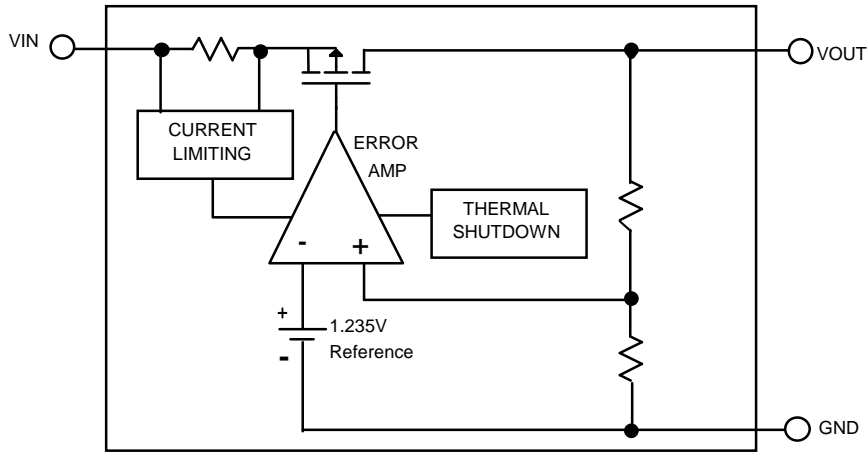 VIN
VOUT
CURRENT
LIMITING
ERROR
AMP
THERMAL
SHUTDOWN
- +
+
1.235V
-
Reference
GND